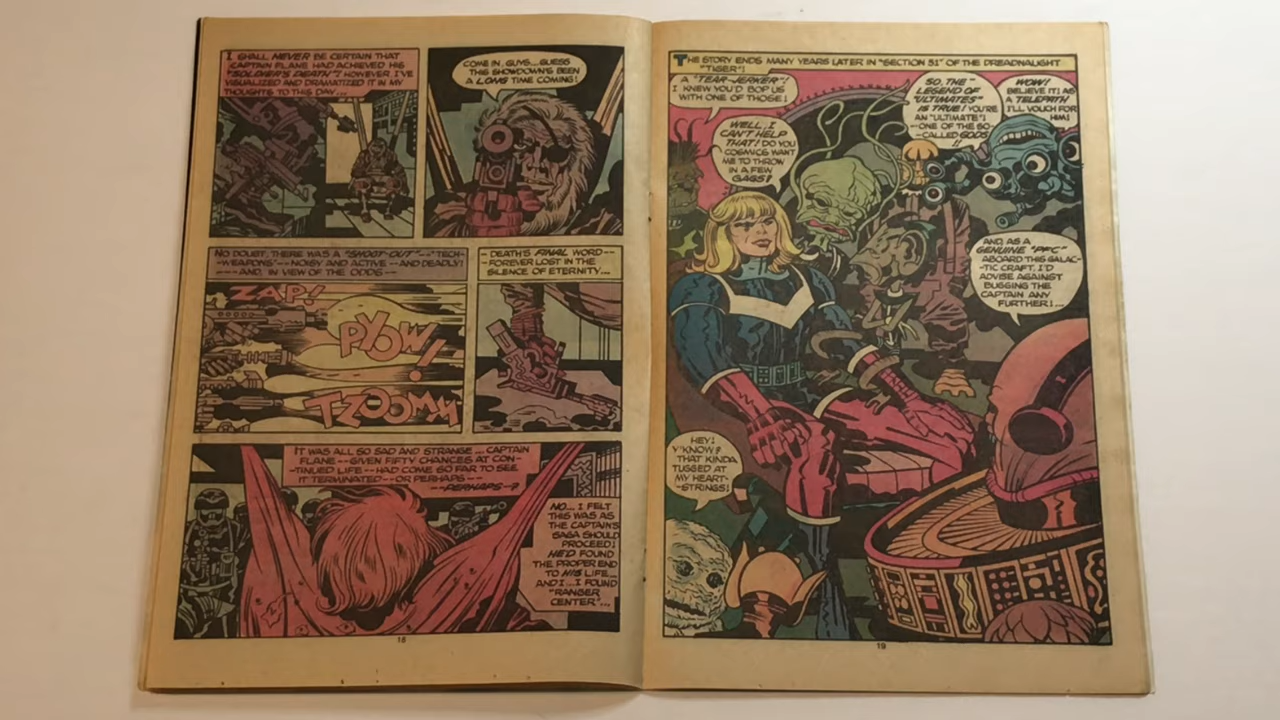 I SHALL NEVER BE CERTAIN THAT
CAPTAIN FLANE HAD ACHIEVED HIS
"SOLDIER'S DEATH"! HOWEVER, I'VE
VISUALIZED AND DRAMATIZED IT IN MY
THOUGHTS TO THIS DAY...
COME IN, GUYS....GUESS
THIS SHOWDOWN'S BEEN
A LONG TIME COMING!
NO DOUBT, THERE WAS A "SHOOT-OUT"--"TECH-
WEAPONS"--NOISY AND ACTIVE--AND DEADLY!
---AND, IN VIEW OF THE ODDS---
ZAP!
PYOW!
T-ZOOMM
-DEATH'S FINAL WORD--
-FOREVER LOST IN THE
SILENCE OF ETERNITY...
IT WAS ALL SO SAD AND STRANGE...CAPTAIN
FLANE---GIVEN FIFTY CHANCES AT CON-
-TINUED LIFE--HAD COME SO FAR TO SEE
IT TERMINATED--OR PERHAPS---
---PERHAPS--?
NO... I FELT
THIS WAS AS
THE CAPTAIN'S
SAGA SHOULD
PROCEED!
HE'D FOUND
THE PROPER END
TO HIS LIFE...
AND I...I FOUND
"RANGER
CENTER"...
18
THE STORY ENDS MANY YEARS LATER IN "SECTION 51" OF THE DREADNAUGHT
"TIGER"!
A "TEAR-JERKER"!
I KNEW YOU'D BOP US
WITH ONE OF THOSE!
WELL, I
CAN'T HELP
THAT! DO YOU
COSMICS WANT
ME TO THROW
IN A FEW
GAGS?
SO, THE
LEGEND OF
"ULTIMATES"
IS TRUE! YOU'RE
AN "ULTIMATE"!
--ONE OF THE SO-
-CALLED GODS
!!
WOW!
BELIEVE IT! AS
A TELEPATH
I'LL VOUCH FOR
HIM!
AND, AS A
GENUINE "PFC"
ABOARD THIS GALAC-
-TIC CRAFT, I'D
ADVISE AGAINST
BUGGING THE
CAPTAIN ANY
FURTHER!...
HEY!
Y'KNOW?
THAT KINDA
TUGGED AT
MY HEART-
-STRINGS!
19